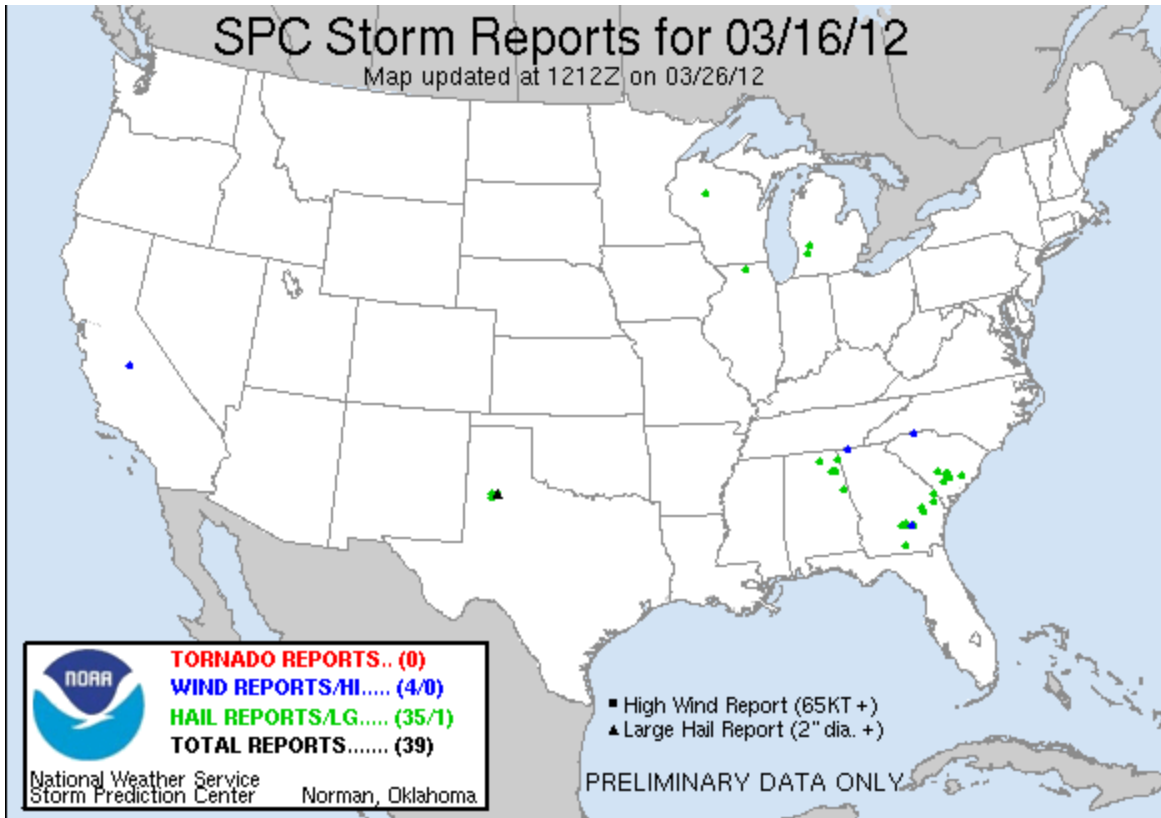 SPC Storm Reports for 03/16/12
Map updated at 1212Z on 03/26/12
NOAA
TORNADO REPORTS.. (0)
WIND REPORTS/HI..... (4/0)
HAIL REPORTS/LG..... (35/1)
TOTAL REPORTS....... (39)
National Weather Service
Storm Prediction Center Norman, Oklahoma
High Wind Report (65KT +)
Large Hail Report (2" dia. +)
PRELIMINARY DATA ONLY